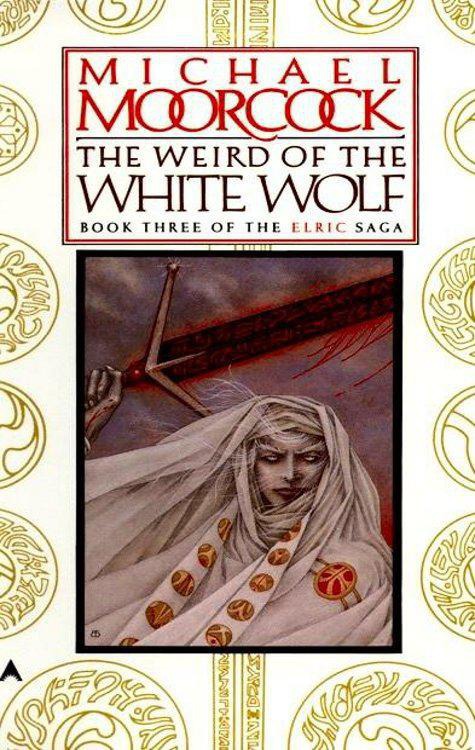 MICHAEL
MOORCOCK
THE WEIRD OF THE
WHITE WOLF
BOOK THREE OF THE ELRIC SAGA